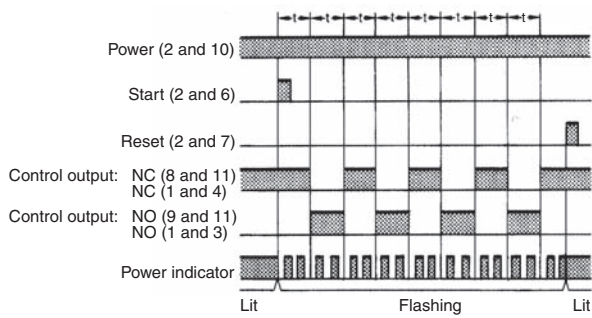 t t t t t t t t
Power (2 and 10)
Start (2 and 6)
Reset (2 and 7)
Control output: NC (8 and 11)
NC (1 and 4)
Control output: NO (9 and 11)
NO (1 and 3)
Power indicator
Lit Flashing Lit